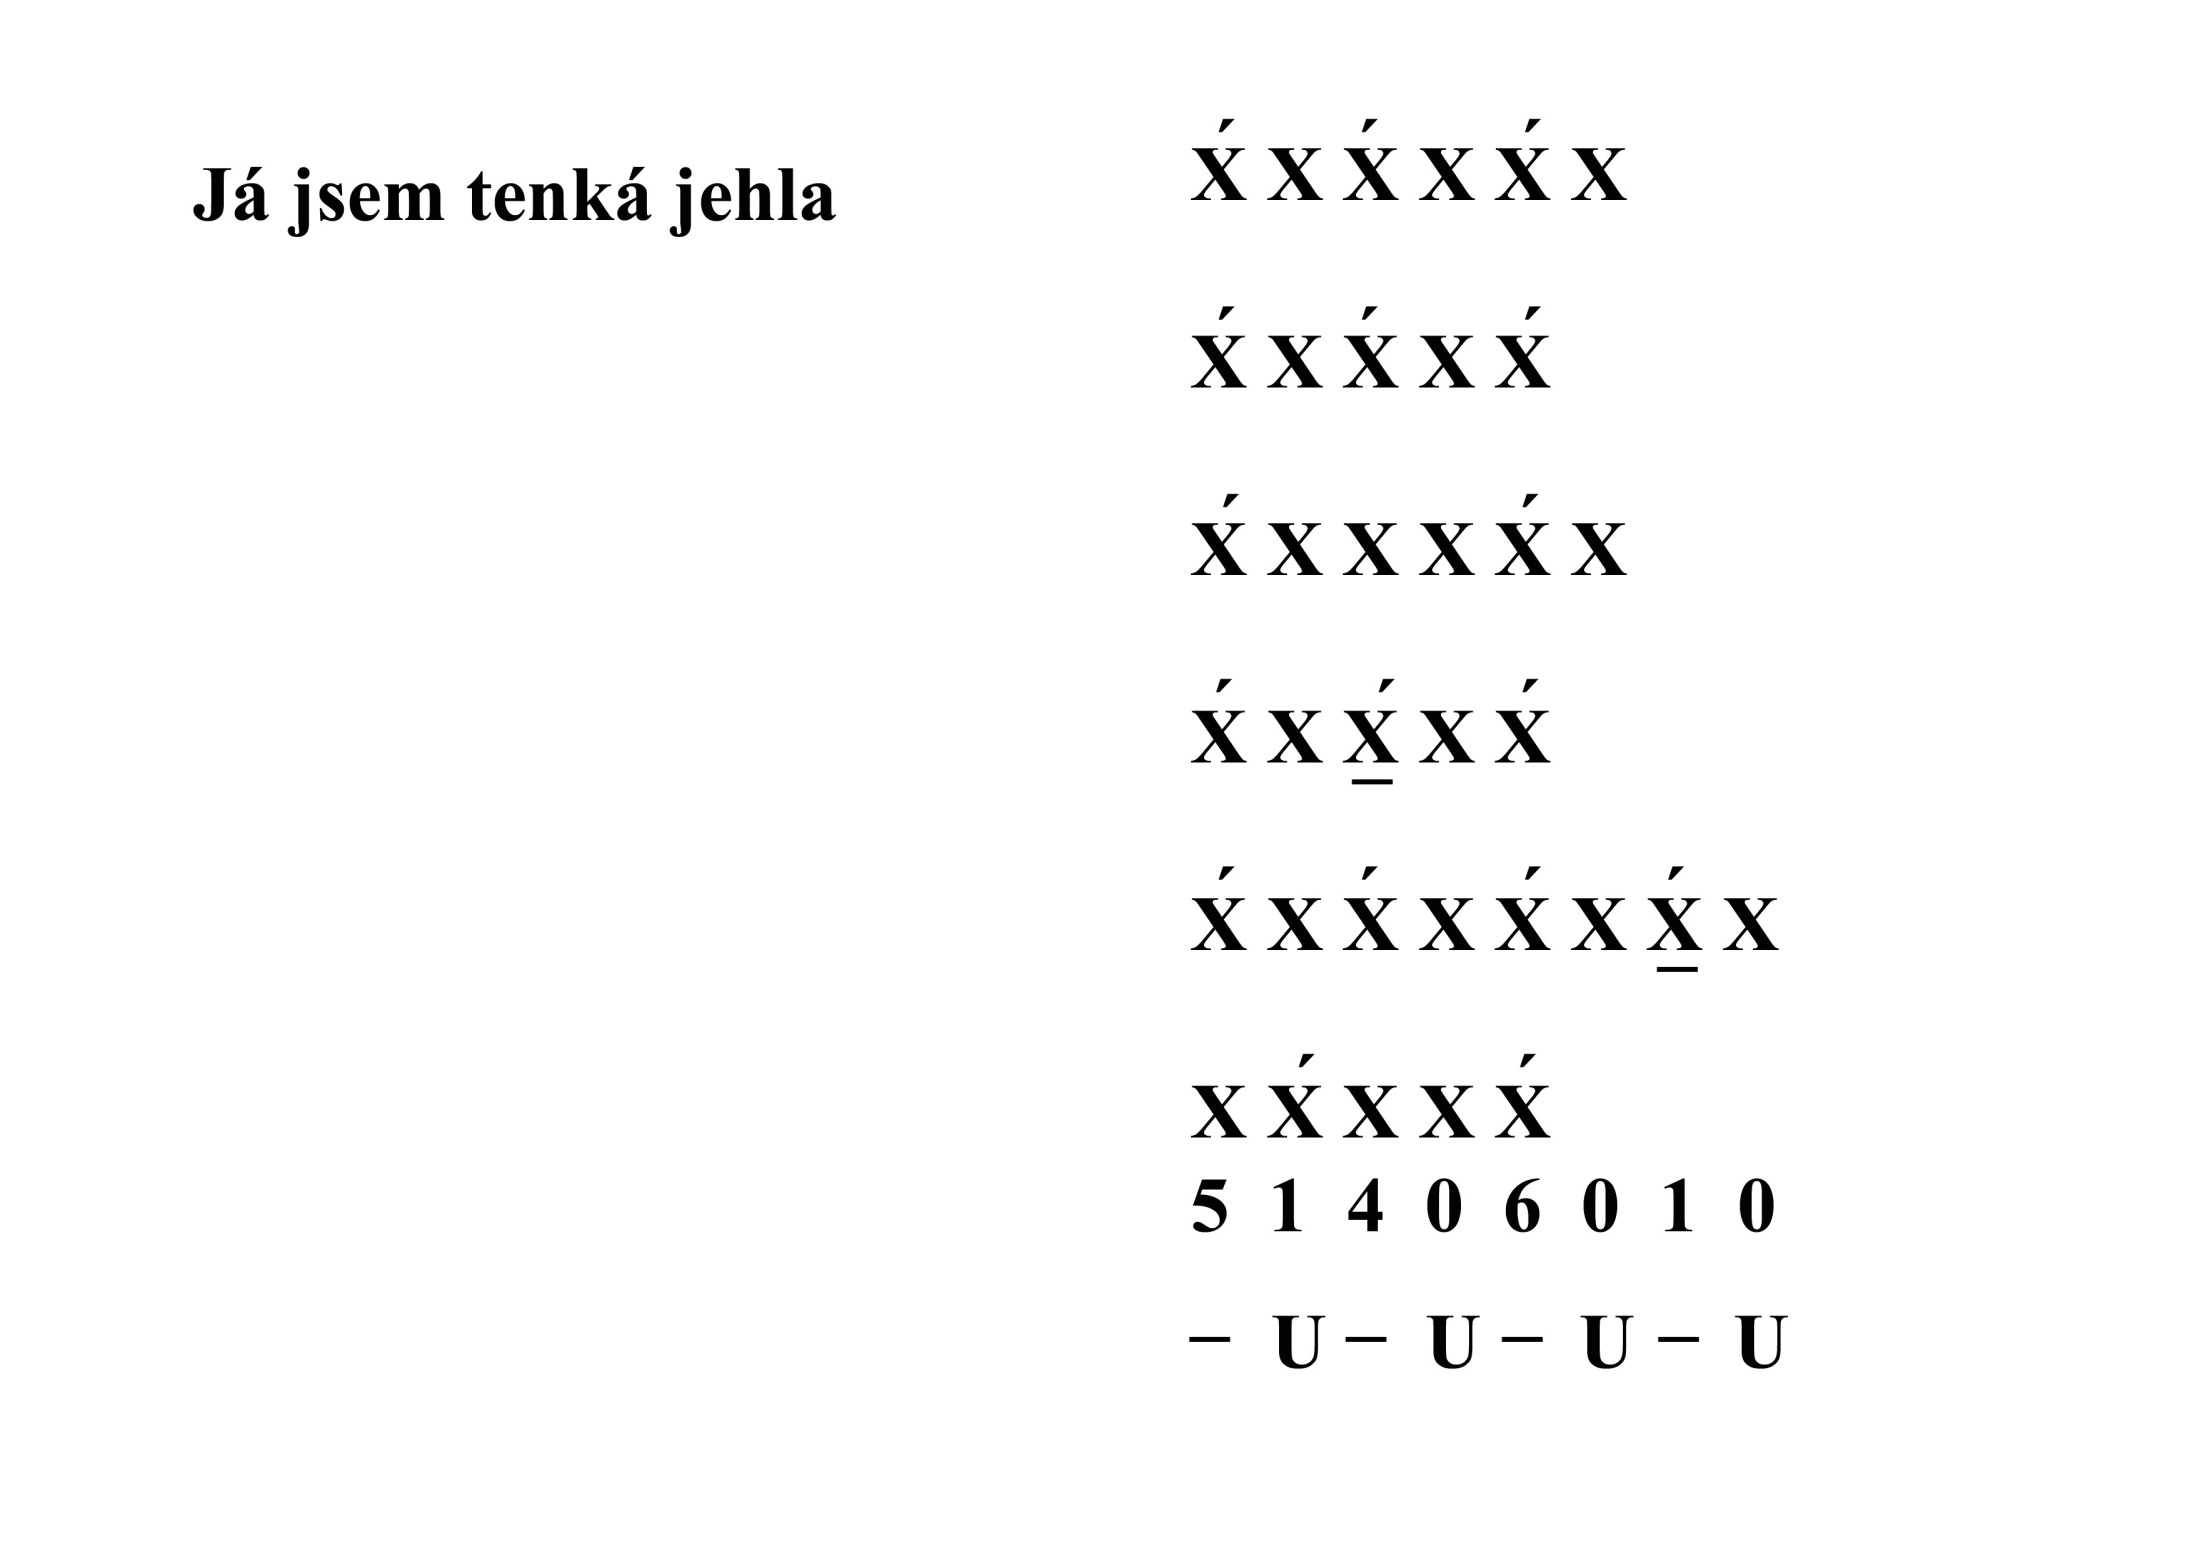 Já jsem tenká jehla
x́ x x́ x x́ x
x́ x x́ x x́
x́ x x x x́ x
x́ x x̱́ x x́
x́ x x́ x x́ x x̱́ x
x x́ x x x́
5 1 4 0 6 0 1 0
– U – U – U – U